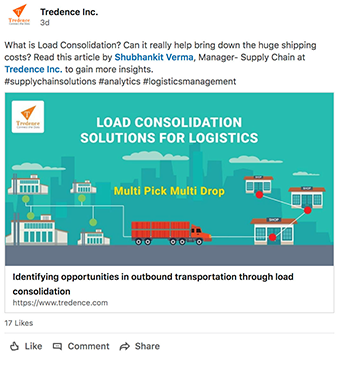 Tredence Inc.
3d
What is Load Consolidation? Can it really help bring down the huge shipping
costs? Read this article by Shubhankit Verma, Manager- Supply Chain at
Tredence Inc. to gain more insights.
#supplychainsolutions #analytics #logisticsmanagement
Tredence
LOAD CONSOLIDATION
SOLUTIONS FOR LOGISTICS
Multi Pick Multi Drop
SHOP
SHOP
SHOP
Identifying opportunities in outbound transportation through load
consolidation
https://www.tredence.com
17 Likes
Like Comment Share